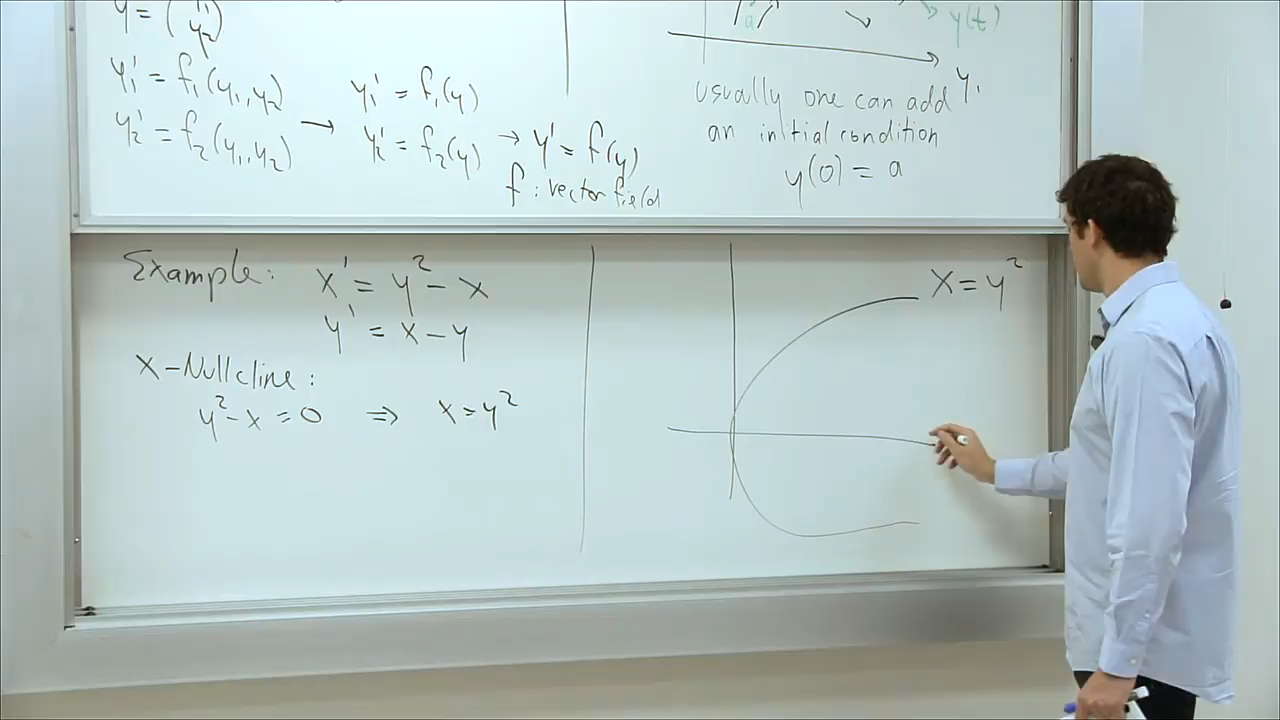 y = (y1
y2)
y1' = f1(y1, y2)
y2' = f2(y1, y2)
→
y1' = f1(y)
y2' = f2(y)
→ y' = f(y)
f : vector field
a
y(t)
y1
usually one can add
an initial condition
y(0) = a
Example: x' = y² - x
y' = x - y
X-Nullcline:
y² - x = 0 ⇒ x = y²
x = y²